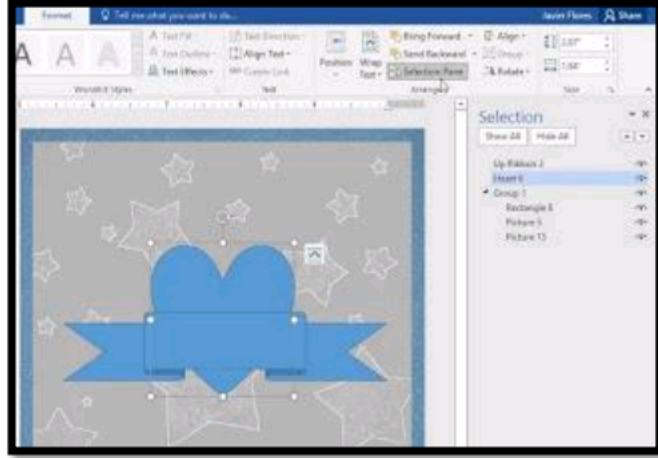 Format
Tell me what you want to do...
Javier Flores
Share
A A A
Text Fill
Text Outline
Text Effects
WordArt Styles
Text Direction
Align Text
Create Link
Text
Position
Wrap Text
Bring Forward
Send Backward
Selection Pane
Align
Group
Rotate
Arrange
Size
Selection
Show All Hide All
Up Ribbon 2
Heart 6
Group 1
Rectangle 8
Picture 5
Picture 13